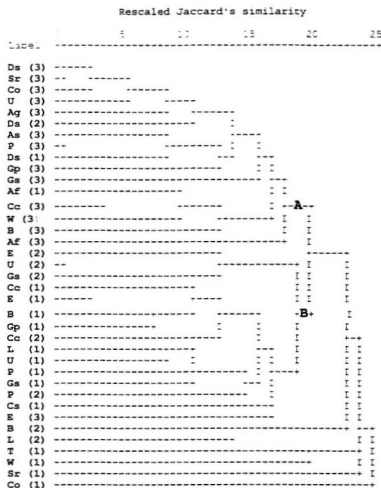 Rescaled Jaccard's similarity
1 5 10 15 20 25
Label
Ds (3)
Sr (3)
Co (3)
U (3)
Ag (3)
Ds (2)
As (3)
P (3)
Ds (1)
Gp (3)
Gs (3)
Af (1)
Cc (3) A
W (3)
B (3)
Af (3)
E (2)
U (2)
Gs (2)
Cc (1)
E (1)
B (1) B
Gp (1)
Cc (2)
L (1)
U (1)
P (1)
Gs (1)
P (2)
Cs (1)
E (3)
B (2)
L (2)
T (1)
W (1)
Sr (1)
Co (1)